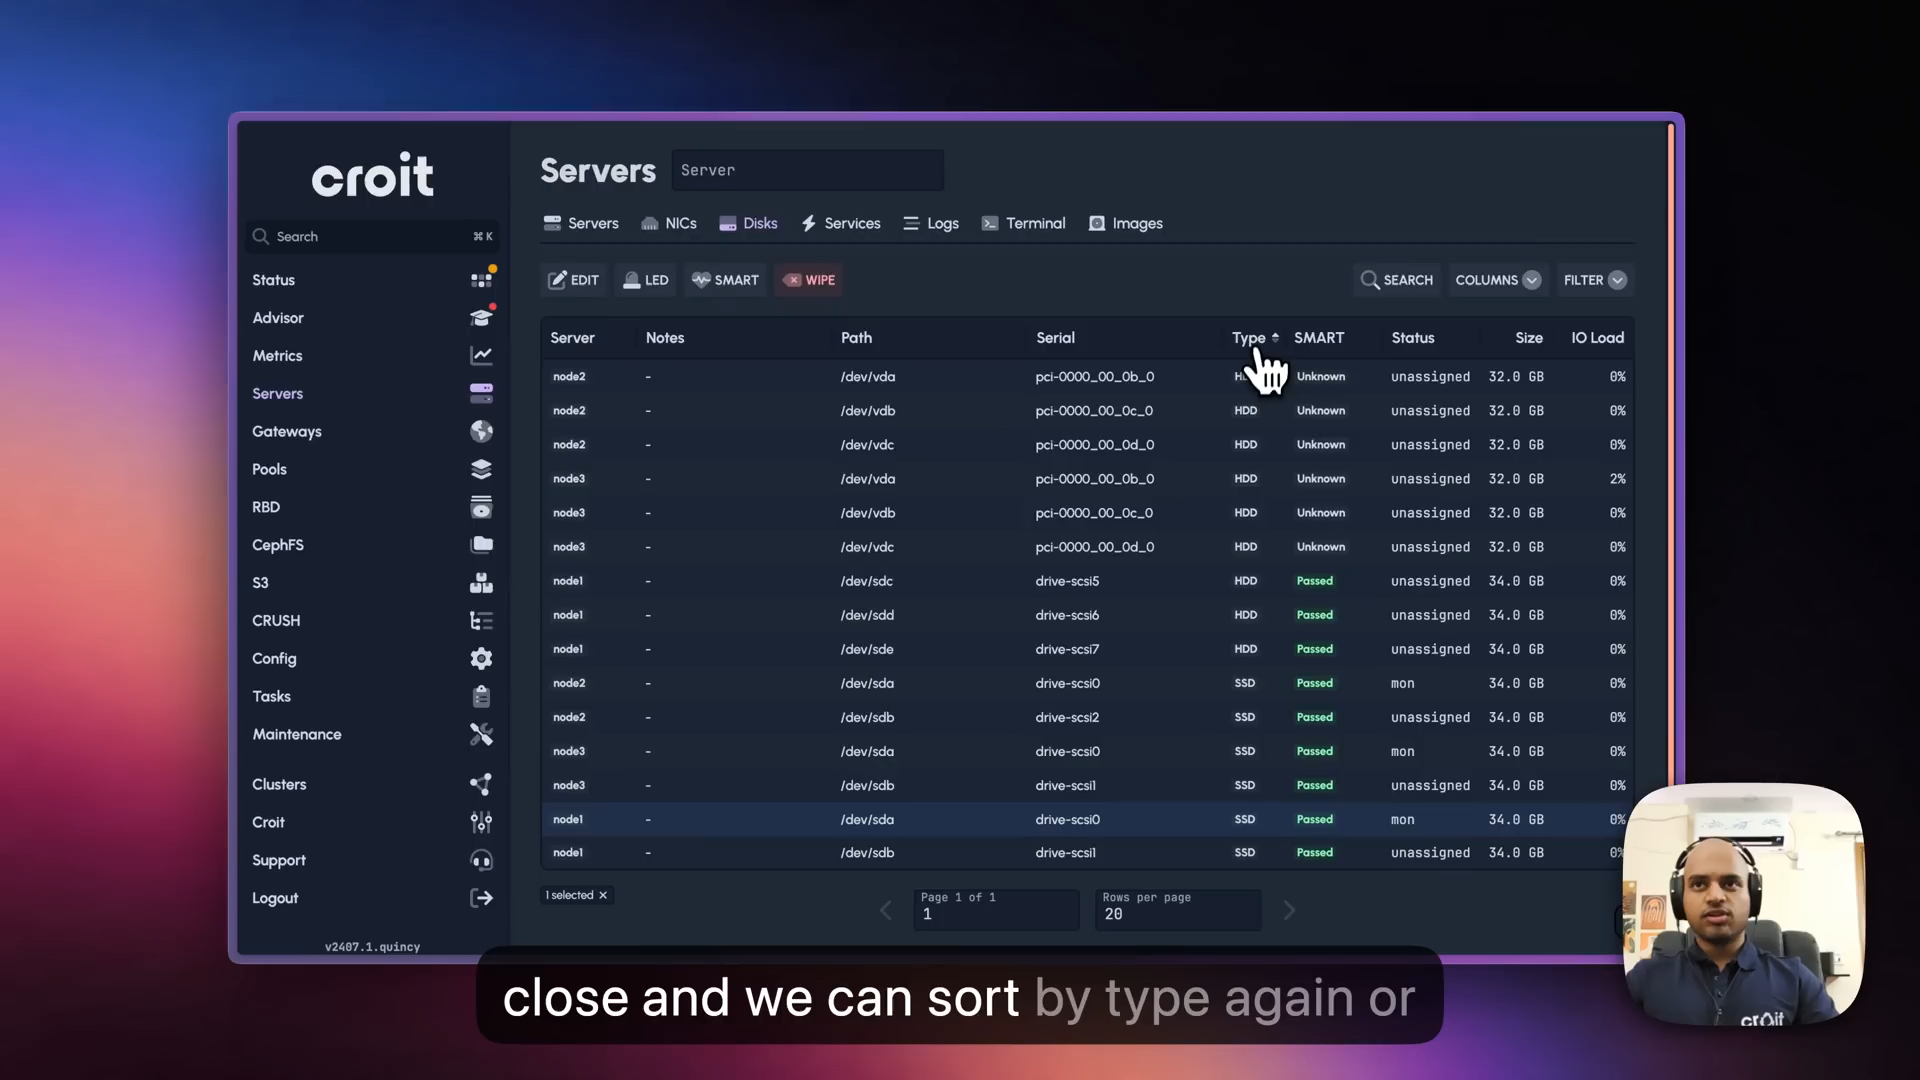 croit
Servers
Server
Search ⌘ K
Servers NICs Disks Services Logs Terminal Images
Status
EDIT LED SMART WIPE SEARCH COLUMNS FILTER
Advisor
Metrics
Servers
Gateways
Pools
RBD
CephFS
S3
CRUSH
Config
Tasks
Maintenance
Clusters
Croit
Support
Logout
v2407.1.quincy
Server Notes Path Serial Type SMART Status Size IO Load
node2 - /dev/vda pci-0000_00_0b_0 Unknown unassigned 32.0 GB 0%
node2 - /dev/vdb pci-0000_00_0c_0 HDD Unknown unassigned 32.0 GB 0%
node2 - /dev/vdc pci-0000_00_0d_0 HDD Unknown unassigned 32.0 GB 0%
node3 - /dev/vda pci-0000_00_0b_0 HDD Unknown unassigned 32.0 GB 2%
node3 - /dev/vdb pci-0000_00_0c_0 HDD Unknown unassigned 32.0 GB 0%
node3 - /dev/vdc pci-0000_00_0d_0 HDD Unknown unassigned 32.0 GB 0%
node1 - /dev/sdc drive-scsi5 HDD Passed unassigned 34.0 GB 0%
node1 - /dev/sdd drive-scsi6 HDD Passed unassigned 34.0 GB 0%
node1 - /dev/sde drive-scsi7 HDD Passed unassigned 34.0 GB 0%
node2 - /dev/sda drive-scsi0 SSD Passed mon 34.0 GB 0%
node2 - /dev/sdb drive-scsi2 SSD Passed unassigned 34.0 GB 0%
node3 - /dev/sda drive-scsi0 SSD Passed mon 34.0 GB 0%
node3 - /dev/sdb drive-scsi1 SSD Passed unassigned 34.0 GB 0%
node1 - /dev/sda drive-scsi0 SSD Passed mon 34.0 GB 0%
node1 - /dev/sdb drive-scsi1 SSD Passed unassigned 34.0 GB 0%
1 selected ×
Page 1 of 1
1
Rows per page
20
close and we can sort by type again or
croit